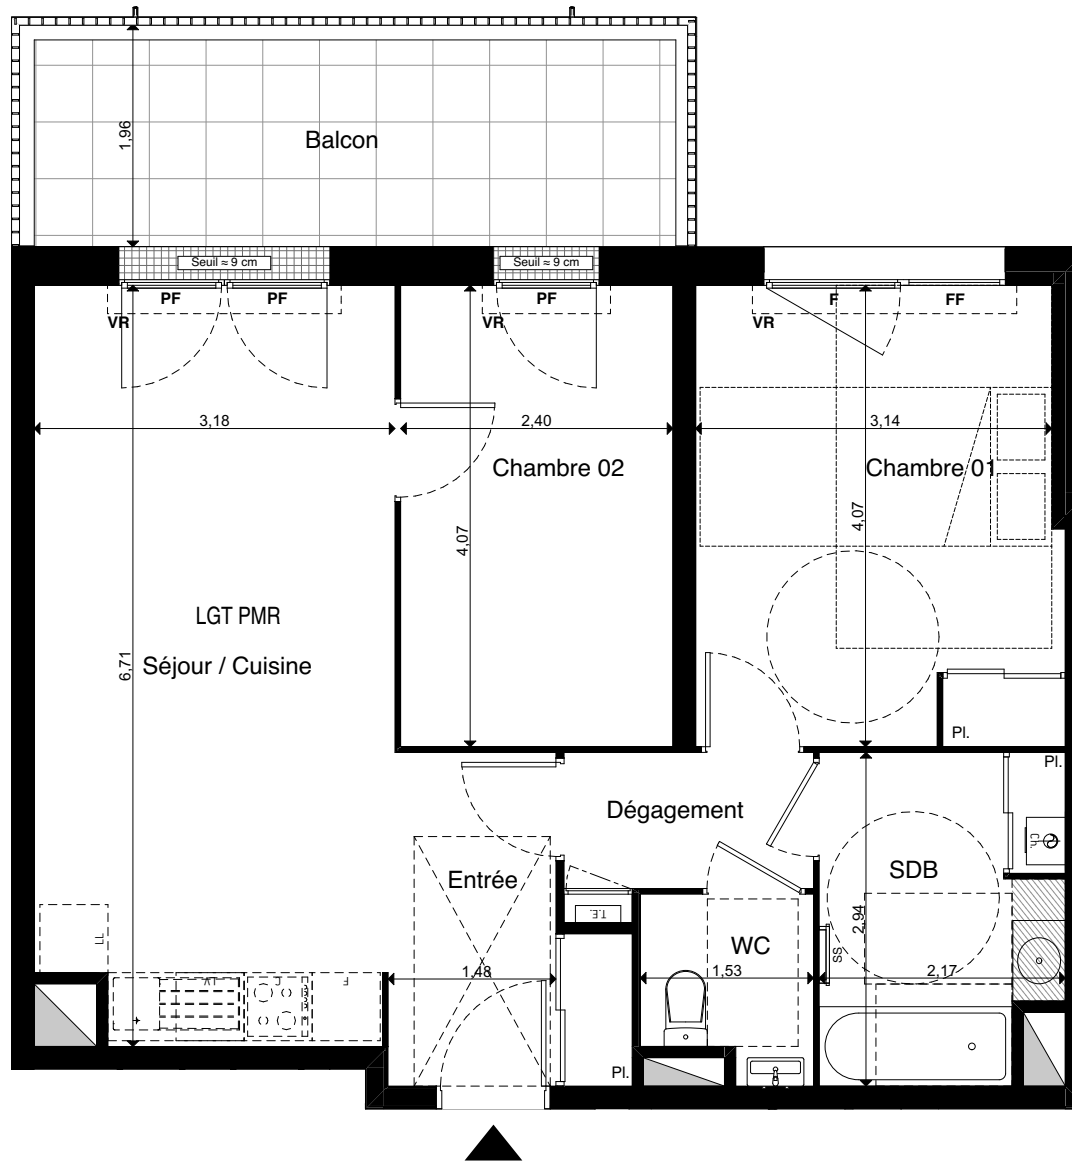 1,96
Balcon
Seuil ≈ 9 cm
Seuil ≈ 9 cm
PF
PF
PF
F
FF
VR
VR
VR
3,18
2,40
3,14
Chambre 02
Chambre 01
4,07
4,07
LGT PMR
Séjour / Cuisine
6,71
Pl.
Pl.
Dégagement
Ch.
Entrée
SDB
T.E.
2,94
LL
WC
SS
1,48
1,53
2,17
LV
F
Pl.